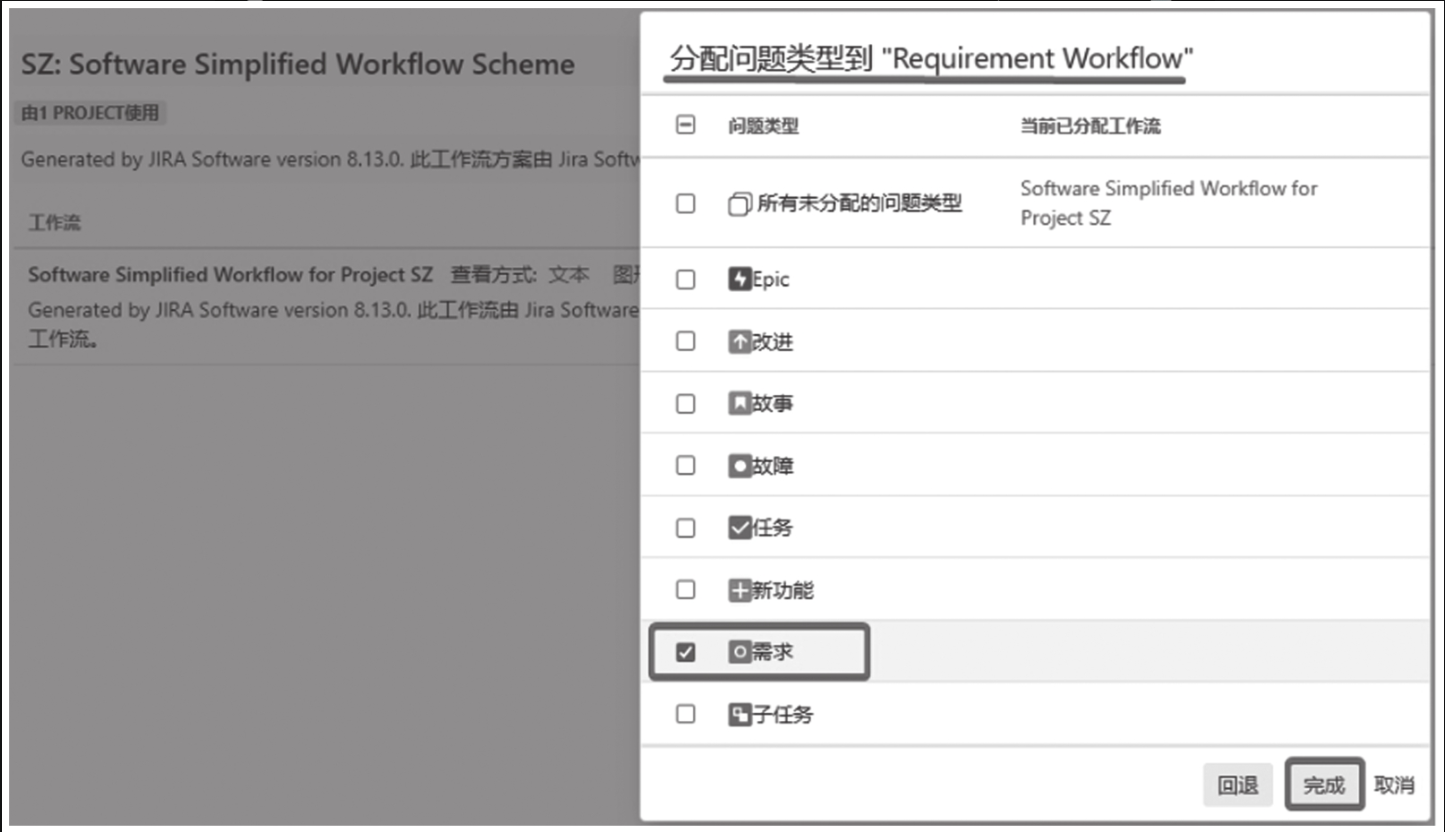 SZ: Software Simplified Workflow Scheme
由1 PROJECT使用
Generated by JIRA Software version 8.13.0. 此工作流方案由 Jira Softw
工作流
Software Simplified Workflow for Project SZ 查看方式: 文本
Generated by JIRA Software version 8.13.0. 此工作流由 Jira Software
工作流。
分配问题类型到 "Requirement Workflow"
问题类型 当前已分配工作流
所有未分配的问题类型 Software Simplified Workflow for
Project SZ
Epic
改进
故事
故障
任务
新功能
需求
子任务
回退 完成 取消